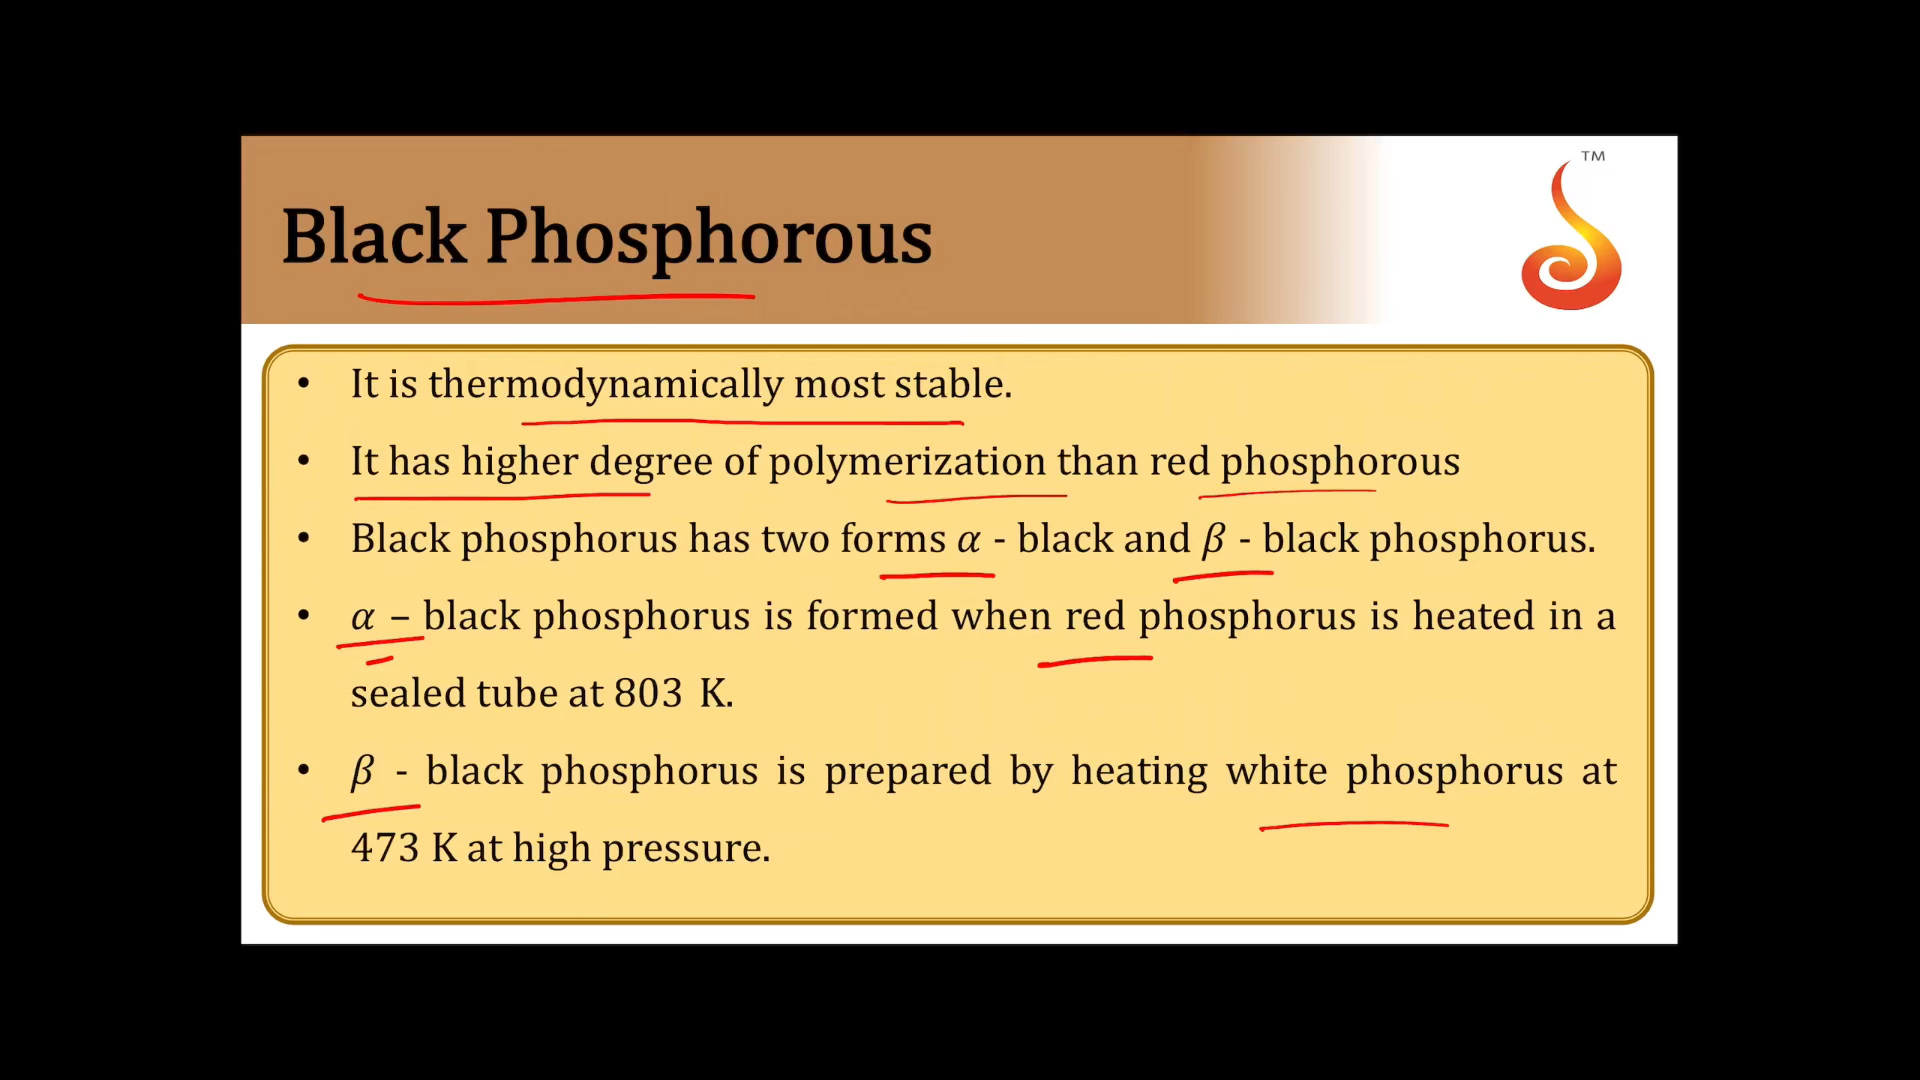 TM
Black Phosphorous
• It is thermodynamically most stable.
• It has higher degree of polymerization than red phosphorous
• Black phosphorus has two forms α - black and β - black phosphorus.
• α – black phosphorus is formed when red phosphorus is heated in a
sealed tube at 803 K.
• β - black phosphorus is prepared by heating white phosphorus at
473 K at high pressure.